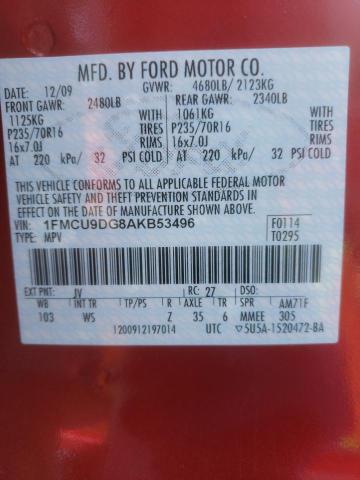 MFD. BY FORD MOTOR CO.
DATE: 12/09 GVWR: 4680LB/ 2123KG
FRONT GAWR: 2480LB REAR GAWR: 2340LB
1125KG 1061KG
P235/70R16 TIRES P235/70R16 TIRES
16x7.0J RIMS 16x7.0J RIMS
AT 220 kPa/ 32 PSI COLD AT 220 kPa/ 32 PSI COLD
THIS VEHICLE CONFORMS TO ALL APPLICABLE FEDERAL MOTOR
VEHICLE SAFETY AND THEFT PREVENTION STANDARDS IN
EFFECT ON THE DATE OF MANUFACTURE SHOWN ABOVE.
VIN: 1FMCU9DG8AKB53496 F0114
TYPE: MPV T0295
EXT PNT: JV RC: 27 DSO:
WB INT TR TP/PS R AXLE TR SPR AM71F
103 WS Z 35 6 MMEE 305
1200912197014 UTC 5U5A-1520472-BA